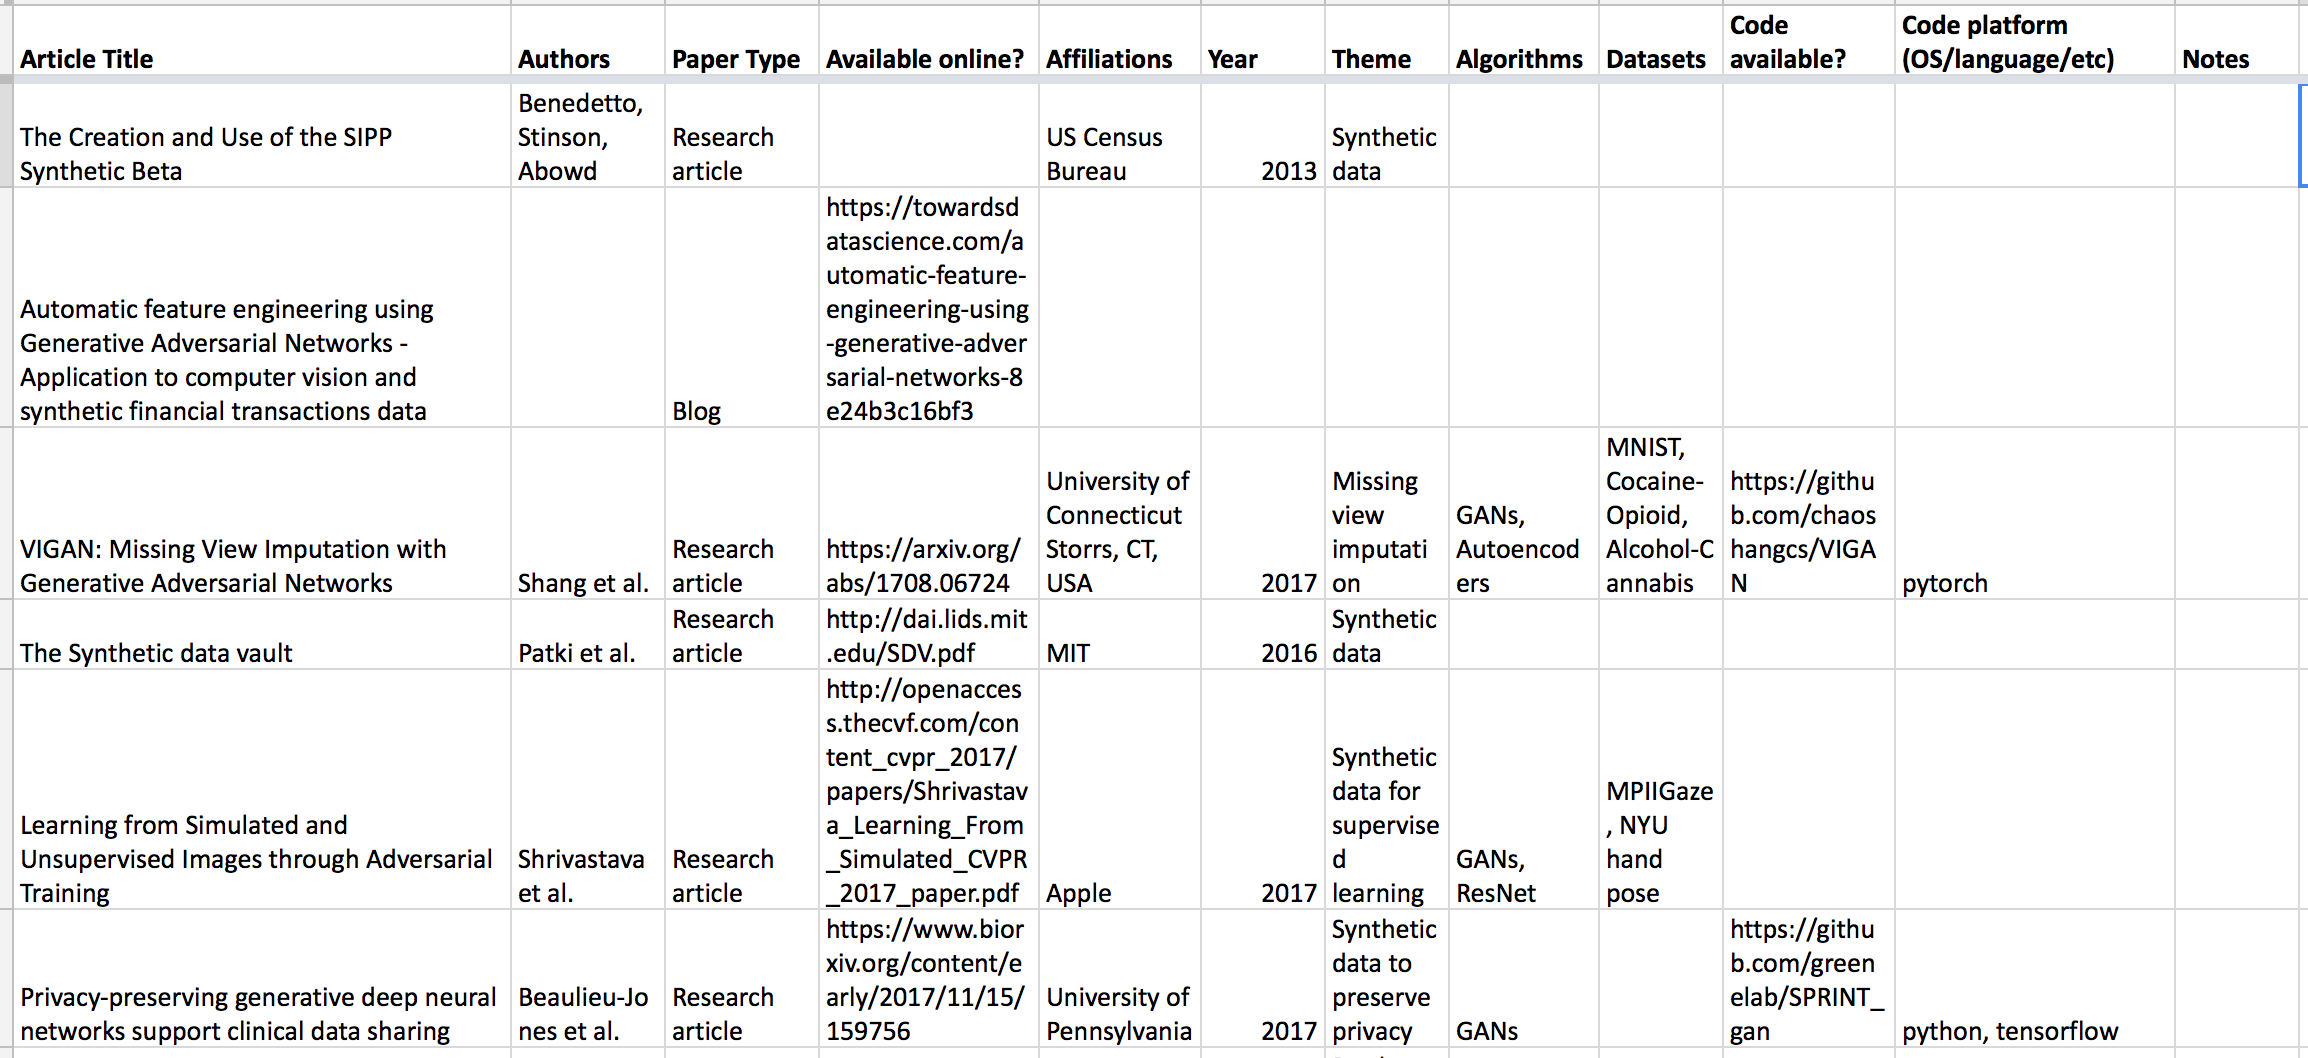 Article Title
Authors
Paper Type
Available online?
Affiliations
Year
Theme
Algorithms
Datasets
Code
available?
Code platform
(OS/language/etc)
Notes
The Creation and Use of the SIPP
Synthetic Beta
Benedetto,
Stinson,
Abowd
Research
article
US Census
Bureau
2013
Synthetic
data
Automatic feature engineering using
Generative Adversarial Networks -
Application to computer vision and
synthetic financial transactions data
Blog
https://towardsd
atascience.com/a
utomatic-feature-
engineering-using
-generative-adver
sarial-networks-8
e24b3c16bf3
VIGAN: Missing View Imputation with
Generative Adversarial Networks
Shang et al.
Research
article
https://arxiv.org/
abs/1708.06724
University of
Connecticut
Storrs, CT,
USA
2017
Missing
view
imputati
on
GANs,
Autoencod
ers
MNIST,
Cocaine-
Opioid,
Alcohol-C
annabis
https://githu
b.com/chaos
hangcs/VIGA
N
pytorch
The Synthetic data vault
Patki et al.
Research
article
http://dai.lids.mit
.edu/SDV.pdf
MIT
2016
Synthetic
data
Learning from Simulated and
Unsupervised Images through Adversarial
Training
Shrivastava
et al.
Research
article
http://openacces
s.thecvf.com/con
tent_cvpr_2017/
papers/Shrivastav
a_Learning_From
_Simulated_CVPR
_2017_paper.pdf
Apple
2017
Synthetic
data for
supervise
d
learning
GANs,
ResNet
MPIIGaze
, NYU
hand
pose
Privacy-preserving generative deep neural
networks support clinical data sharing
Beaulieu-Jo
nes et al.
Research
article
https://www.bior
xiv.org/content/e
arly/2017/11/15/
159756
University of
Pennsylvania
2017
Synthetic
data to
preserve
privacy
GANs
https://githu
b.com/green
elab/SPRINT_
gan
python, tensorflow